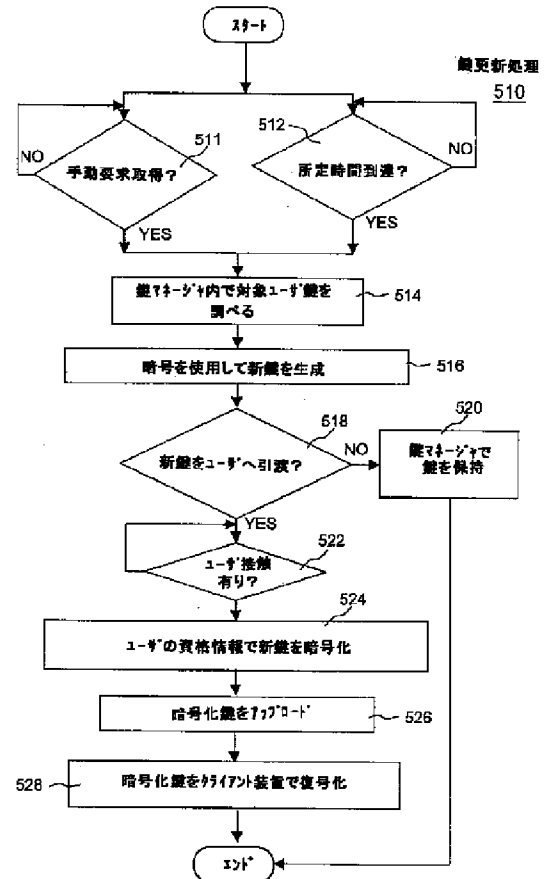 スタート
鍵更新処理
510
手動要求取得？
511
NO
YES
所定時間到達？
512
NO
YES
鍵マネージャ内で対象ユーザ鍵を
調べる
514
暗号を使用して新鍵を生成
516
新鍵をユーザへ引渡？
518
NO
YES
鍵マネージャで
鍵を保持
520
ユーザ接触
有り？
522
ユーザの資格情報で新鍵を暗号化
524
暗号化鍵をアップロード
526
暗号化鍵をクライアント装置で復号化
528
エンド